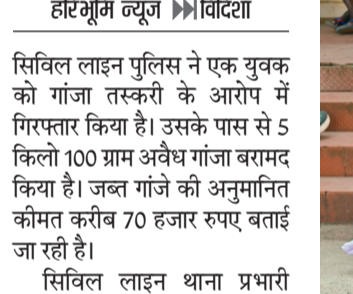 हरिभूमि न्यूज ▶▶| विदिशा
सिविल लाइन पुलिस ने एक युवक
को गांजा तस्करी के आरोप में
गिरफ्तार किया है। उसके पास से 5
किलो 100 ग्राम अवैध गांजा बरामद
किया है। जब्त गांजे की अनुमानित
कीमत करीब 70 हजार रुपए बताई
जा रही है।
सिविल लाइन थाना प्रभारी